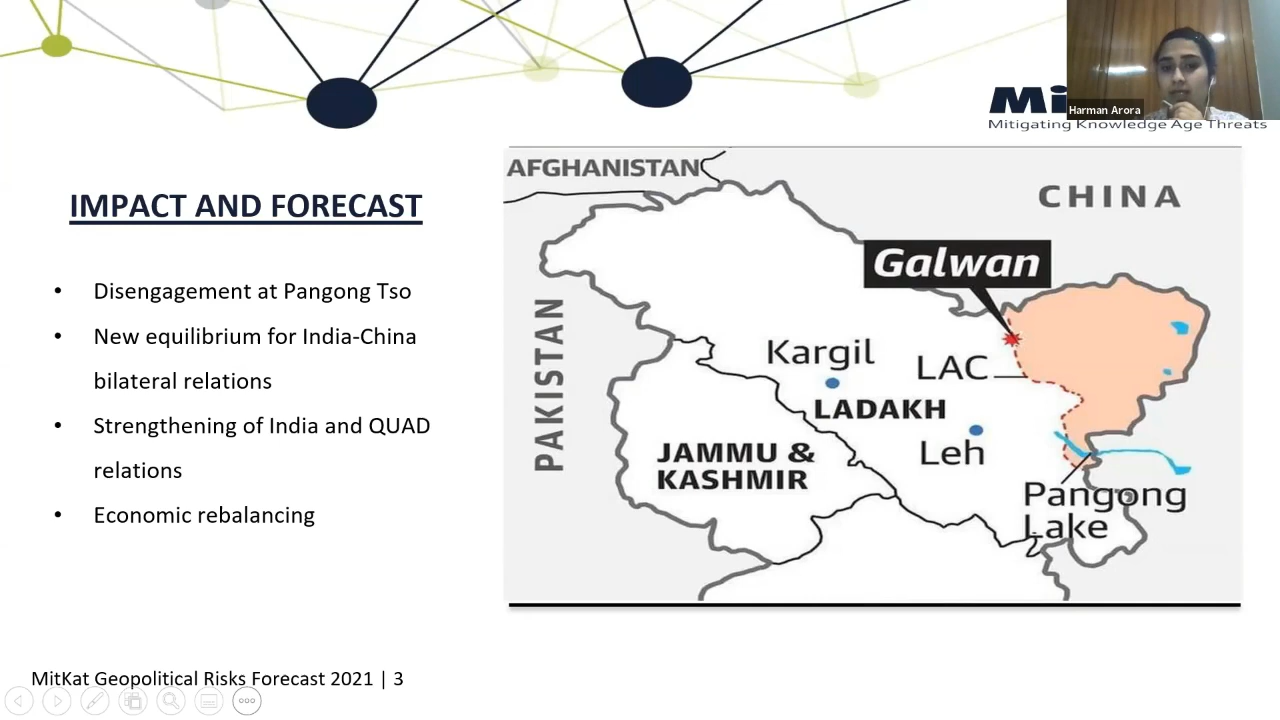 Mi
Harman Arora
Mitigating Knowledge Age Threats
IMPACT AND FORECAST
• Disengagement at Pangong Tso
• New equilibrium for India-China
bilateral relations
• Strengthening of India and QUAD
relations
• Economic rebalancing
AFGHANISTAN
CHINA
Galwan
PAKISTAN
Kargil
LAC
LADAKH
Leh
JAMMU &
KASHMIR
Pangong
Lake
MitKat Geopolitical Risks Forecast 2021 | 3